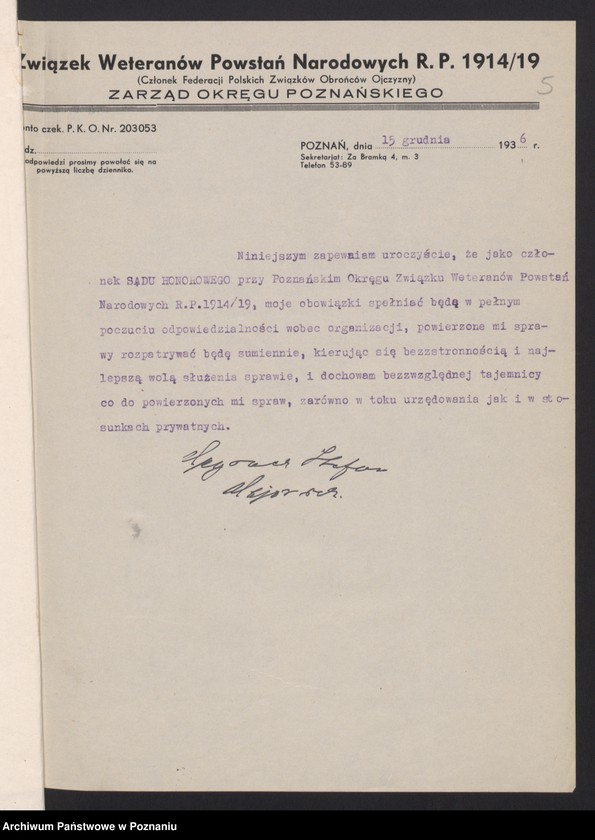 Związek Weteranów Powstań Narodowych R. P. 1914/19
(Członek Federacji Polskich Związków Obrońców Ojczyzny)
ZARZĄD OKRĘGU POZNAŃSKIEGO
5
nto czek. P. K. O. Nr. 203053
dz.
odpowiedzi prosimy powołać się na
powyższą liczbę dziennika.
POZNAŃ, dnia 15 grudnia 1936 r.
Sekretarjat: Za Bramką 4, m. 3
Telefon 53-89
Niniejszym zapewniam uroczyście, że jako czło-
nek SĄDU HONOROWEGO przy Poznańskim Okręgu Związku Weteranów Powstań
Narodowych R.P.1914/19, moje obowiązki spełniać będę w pełnym
poczuciu odpowiedzialności wobec organizacji, powierzone mi spra-
wy rozpatrywać będę sumiennie, kierując się bezstronnością i naj-
lepszą wolą służenia sprawie, i dochowam bezwzględnej tajemnicy
co do powierzonych mi spraw, zarówno w toku urzędowania jak i w sto-
sunkach prywatnych.
Major
Archiwum Państwowe w Poznaniu